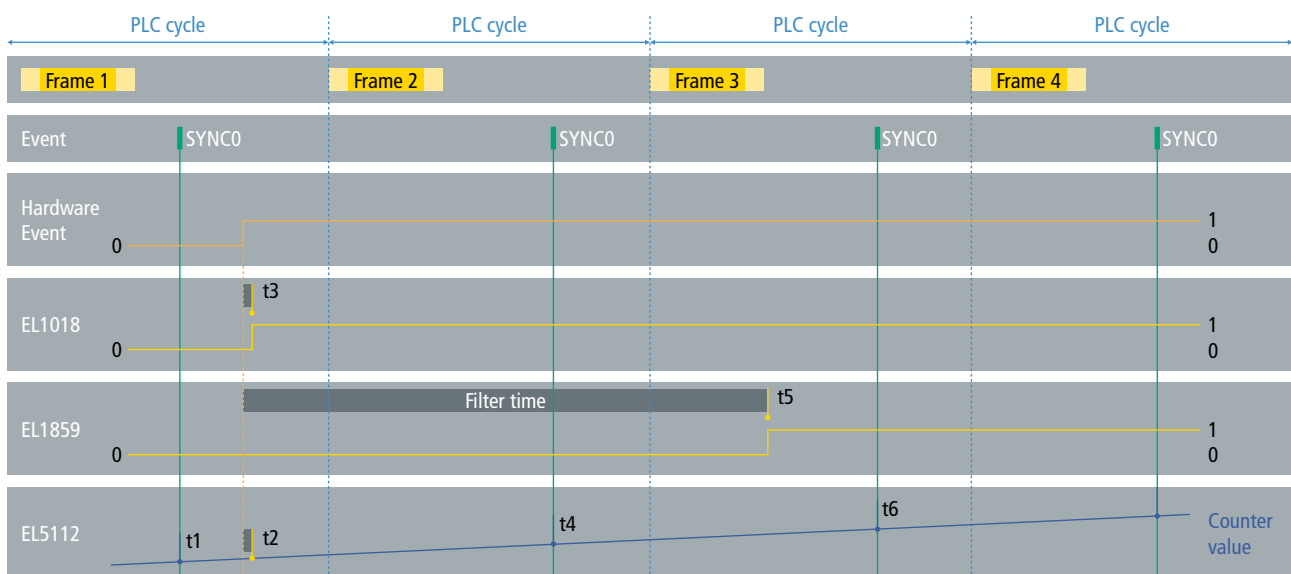 PLC cycle PLC cycle PLC cycle PLC cycle
Frame 1 Frame 2 Frame 3 Frame 4
Event SYNC0 SYNC0 SYNC0 SYNC0
Hardware
Event
0 1
0
t3
EL1018
0 1
0
Filter time t5
EL1859
0 1
0
EL5112 t1 t2 t4 t6
Counter
value